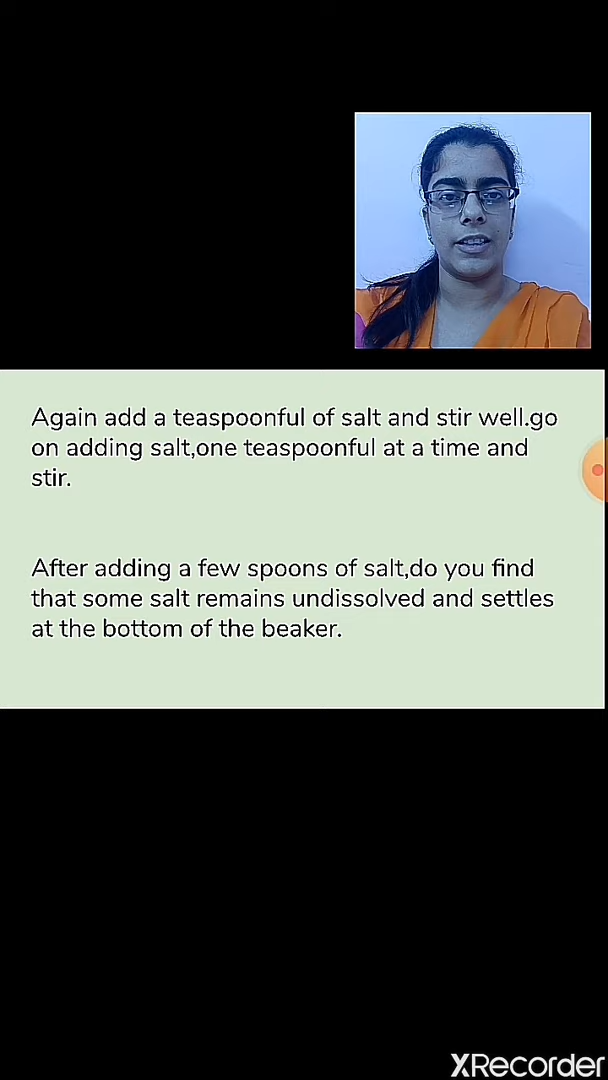 Again add a teaspoonful of salt and stir well.go
on adding salt,one teaspoonful at a time and
stir.
After adding a few spoons of salt,do you find
that some salt remains undissolved and settles
at the bottom of the beaker.
XRecorder